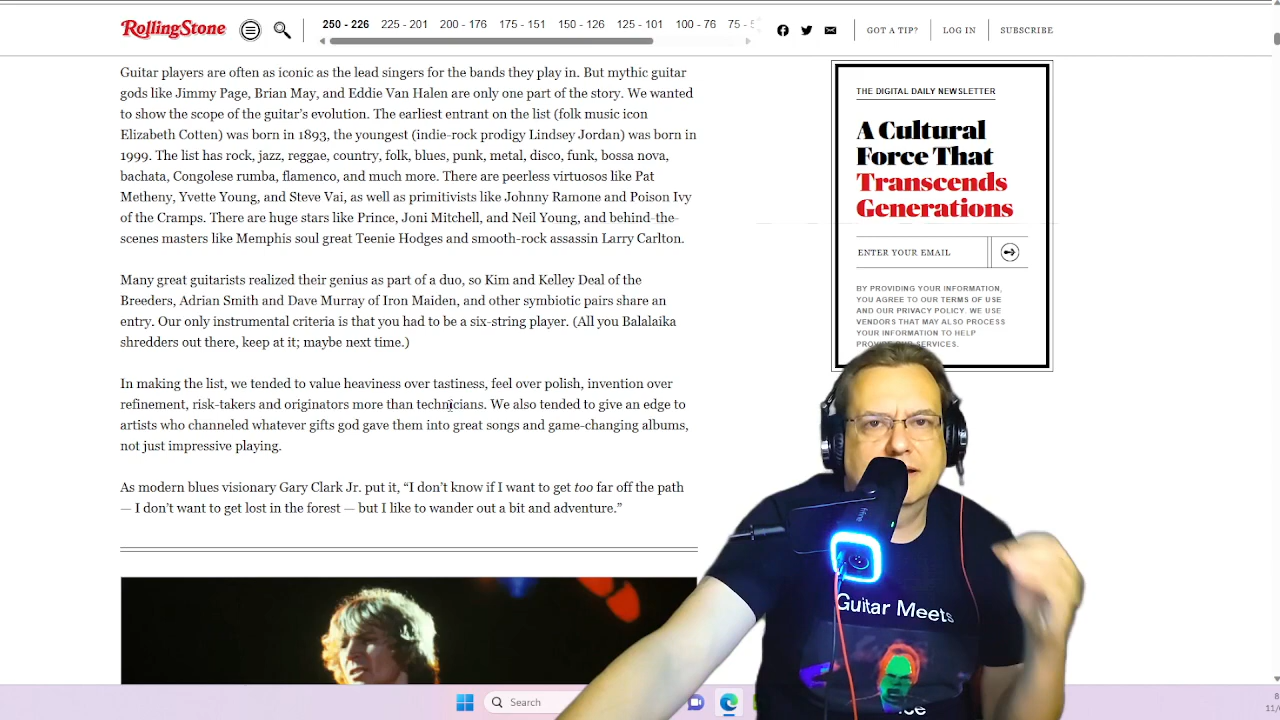 RollingStone
250 - 226 225 - 201 200 - 176 175 - 151 150 - 126 125 - 101 100 - 76 75 -
GOT A TIP? LOG IN SUBSCRIBE
Guitar players are often as iconic as the lead singers for the bands they play in. But mythic guitar
gods like Jimmy Page, Brian May, and Eddie Van Halen are only one part of the story. We wanted
to show the scope of the guitar’s evolution. The earliest entrant on the list (folk music icon
Elizabeth Cotten) was born in 1893, the youngest (indie-rock prodigy Lindsey Jordan) was born in
1999. The list has rock, jazz, reggae, country, folk, blues, punk, metal, disco, funk, bossa nova,
bachata, Congolese rumba, flamenco, and much more. There are peerless virtuosos like Pat
Metheny, Yvette Young, and Steve Vai, as well as primitivists like Johnny Ramone and Poison Ivy
of the Cramps. There are huge stars like Prince, Joni Mitchell, and Neil Young, and behind-the-
scenes masters like Memphis soul great Teenie Hodges and smooth-rock assassin Larry Carlton.
Many great guitarists realized their genius as part of a duo, so Kim and Kelley Deal of the
Breeders, Adrian Smith and Dave Murray of Iron Maiden, and other symbiotic pairs share an
entry. Our only instrumental criteria is that you had to be a six-string player. (All you Balalaika
shredders out there, keep at it; maybe next time.)
In making the list, we tended to value heaviness over tastiness, feel over polish, invention over
refinement, risk-takers and originators more than technicians. We also tended to give an edge to
artists who channeled whatever gifts god gave them into great songs and game-changing albums,
not just impressive playing.
As modern blues visionary Gary Clark Jr. put it, “I don’t know if I want to get too far off the path
— I don’t want to get lost in the forest — but I like to wander out a bit and adventure.”
THE DIGITAL DAILY NEWSLETTER
A Cultural
Force That
Transcends
Generations
ENTER YOUR EMAIL
BY PROVIDING YOUR INFORMATION,
YOU AGREE TO OUR TERMS OF USE
AND OUR PRIVACY POLICY. WE USE
VENDORS THAT MAY ALSO PROCESS
YOUR INFORMATION TO HELP
PROVIDE OUR SERVICES.
Guitar Meets
Search